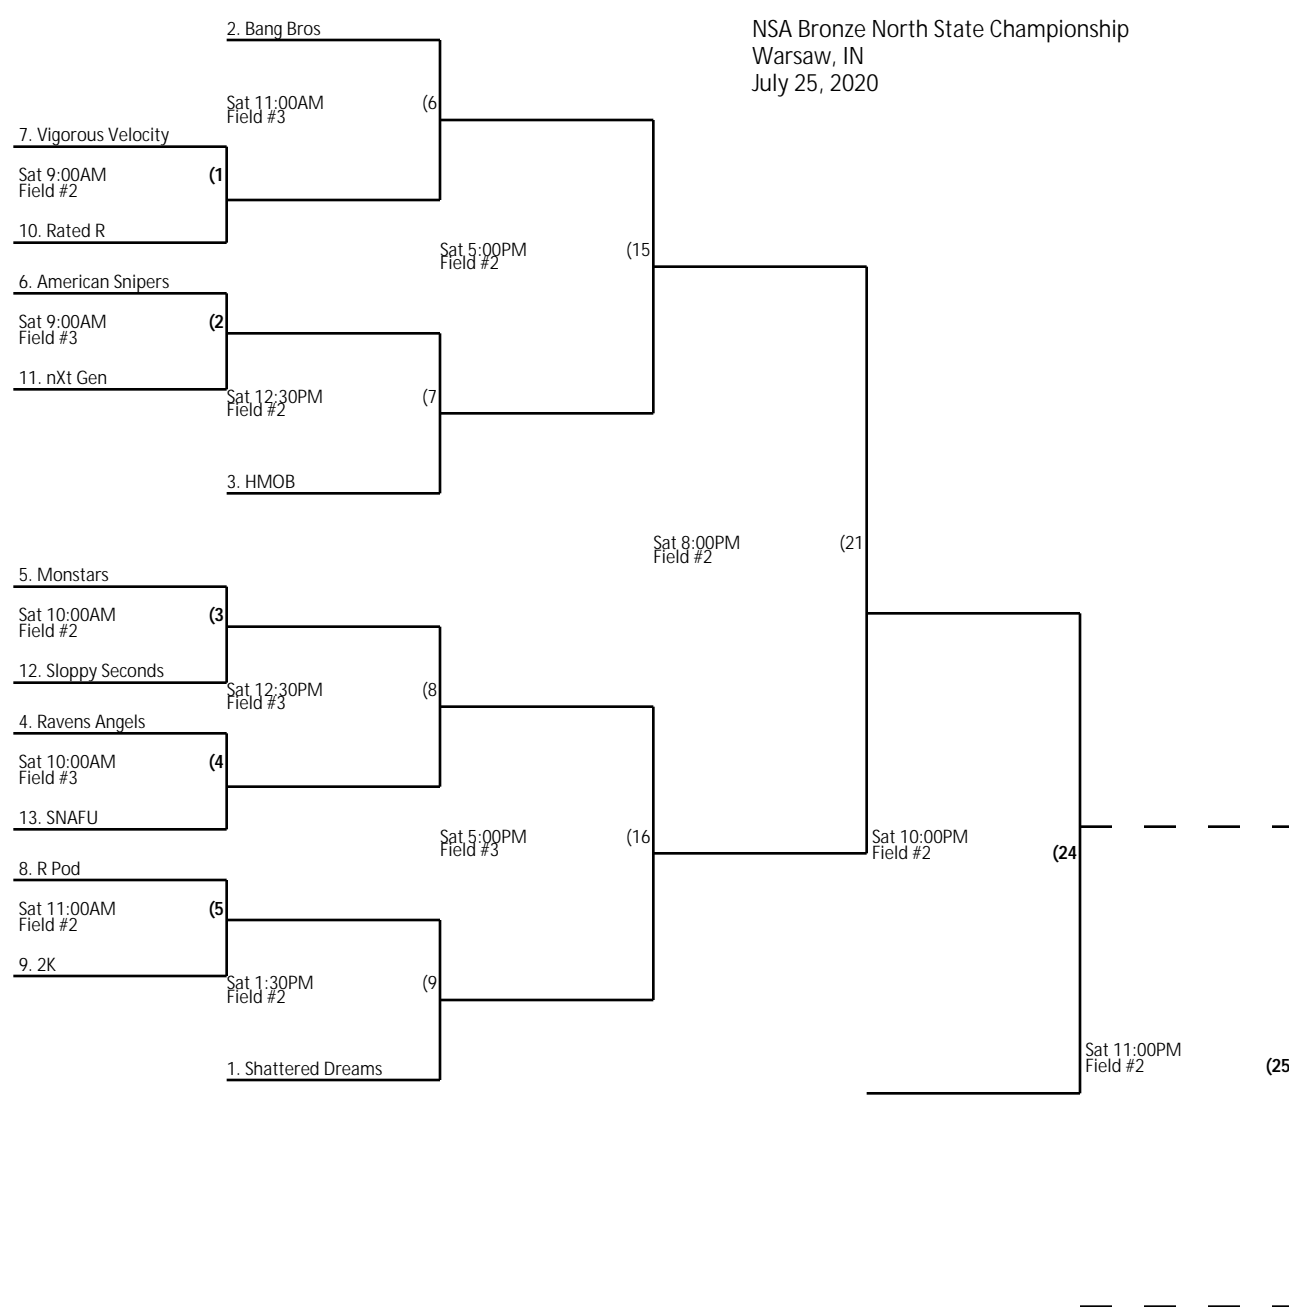 2. Bang Bros
NSA Bronze North State Championship
Warsaw, IN
July 25, 2020
Sat 11:00AM (6
Field #3
7. Vigorous Velocity
Sat 9:00AM (1
Field #2
10. Rated R
Sat 5:00PM (15
Field #2
6. American Snipers
Sat 9:00AM (2
Field #3
11. nXt Gen
Sat 12:30PM (7
Field #2
3. HMOB
Sat 8:00PM (21
Field #2
5. Monstars
Sat 10:00AM (3
Field #2
12. Sloppy Seconds
Sat 12:30PM (8
Field #3
4. Ravens Angels
Sat 10:00AM (4
Field #3
13. SNAFU
Sat 5:00PM (16
Field #3
Sat 10:00PM
Field #2 (24
8. R Pod
Sat 11:00AM (5
Field #2
9. 2K
Sat 1:30PM (9
Field #2
Sat 11:00PM
Field #2 (25
1. Shattered Dreams